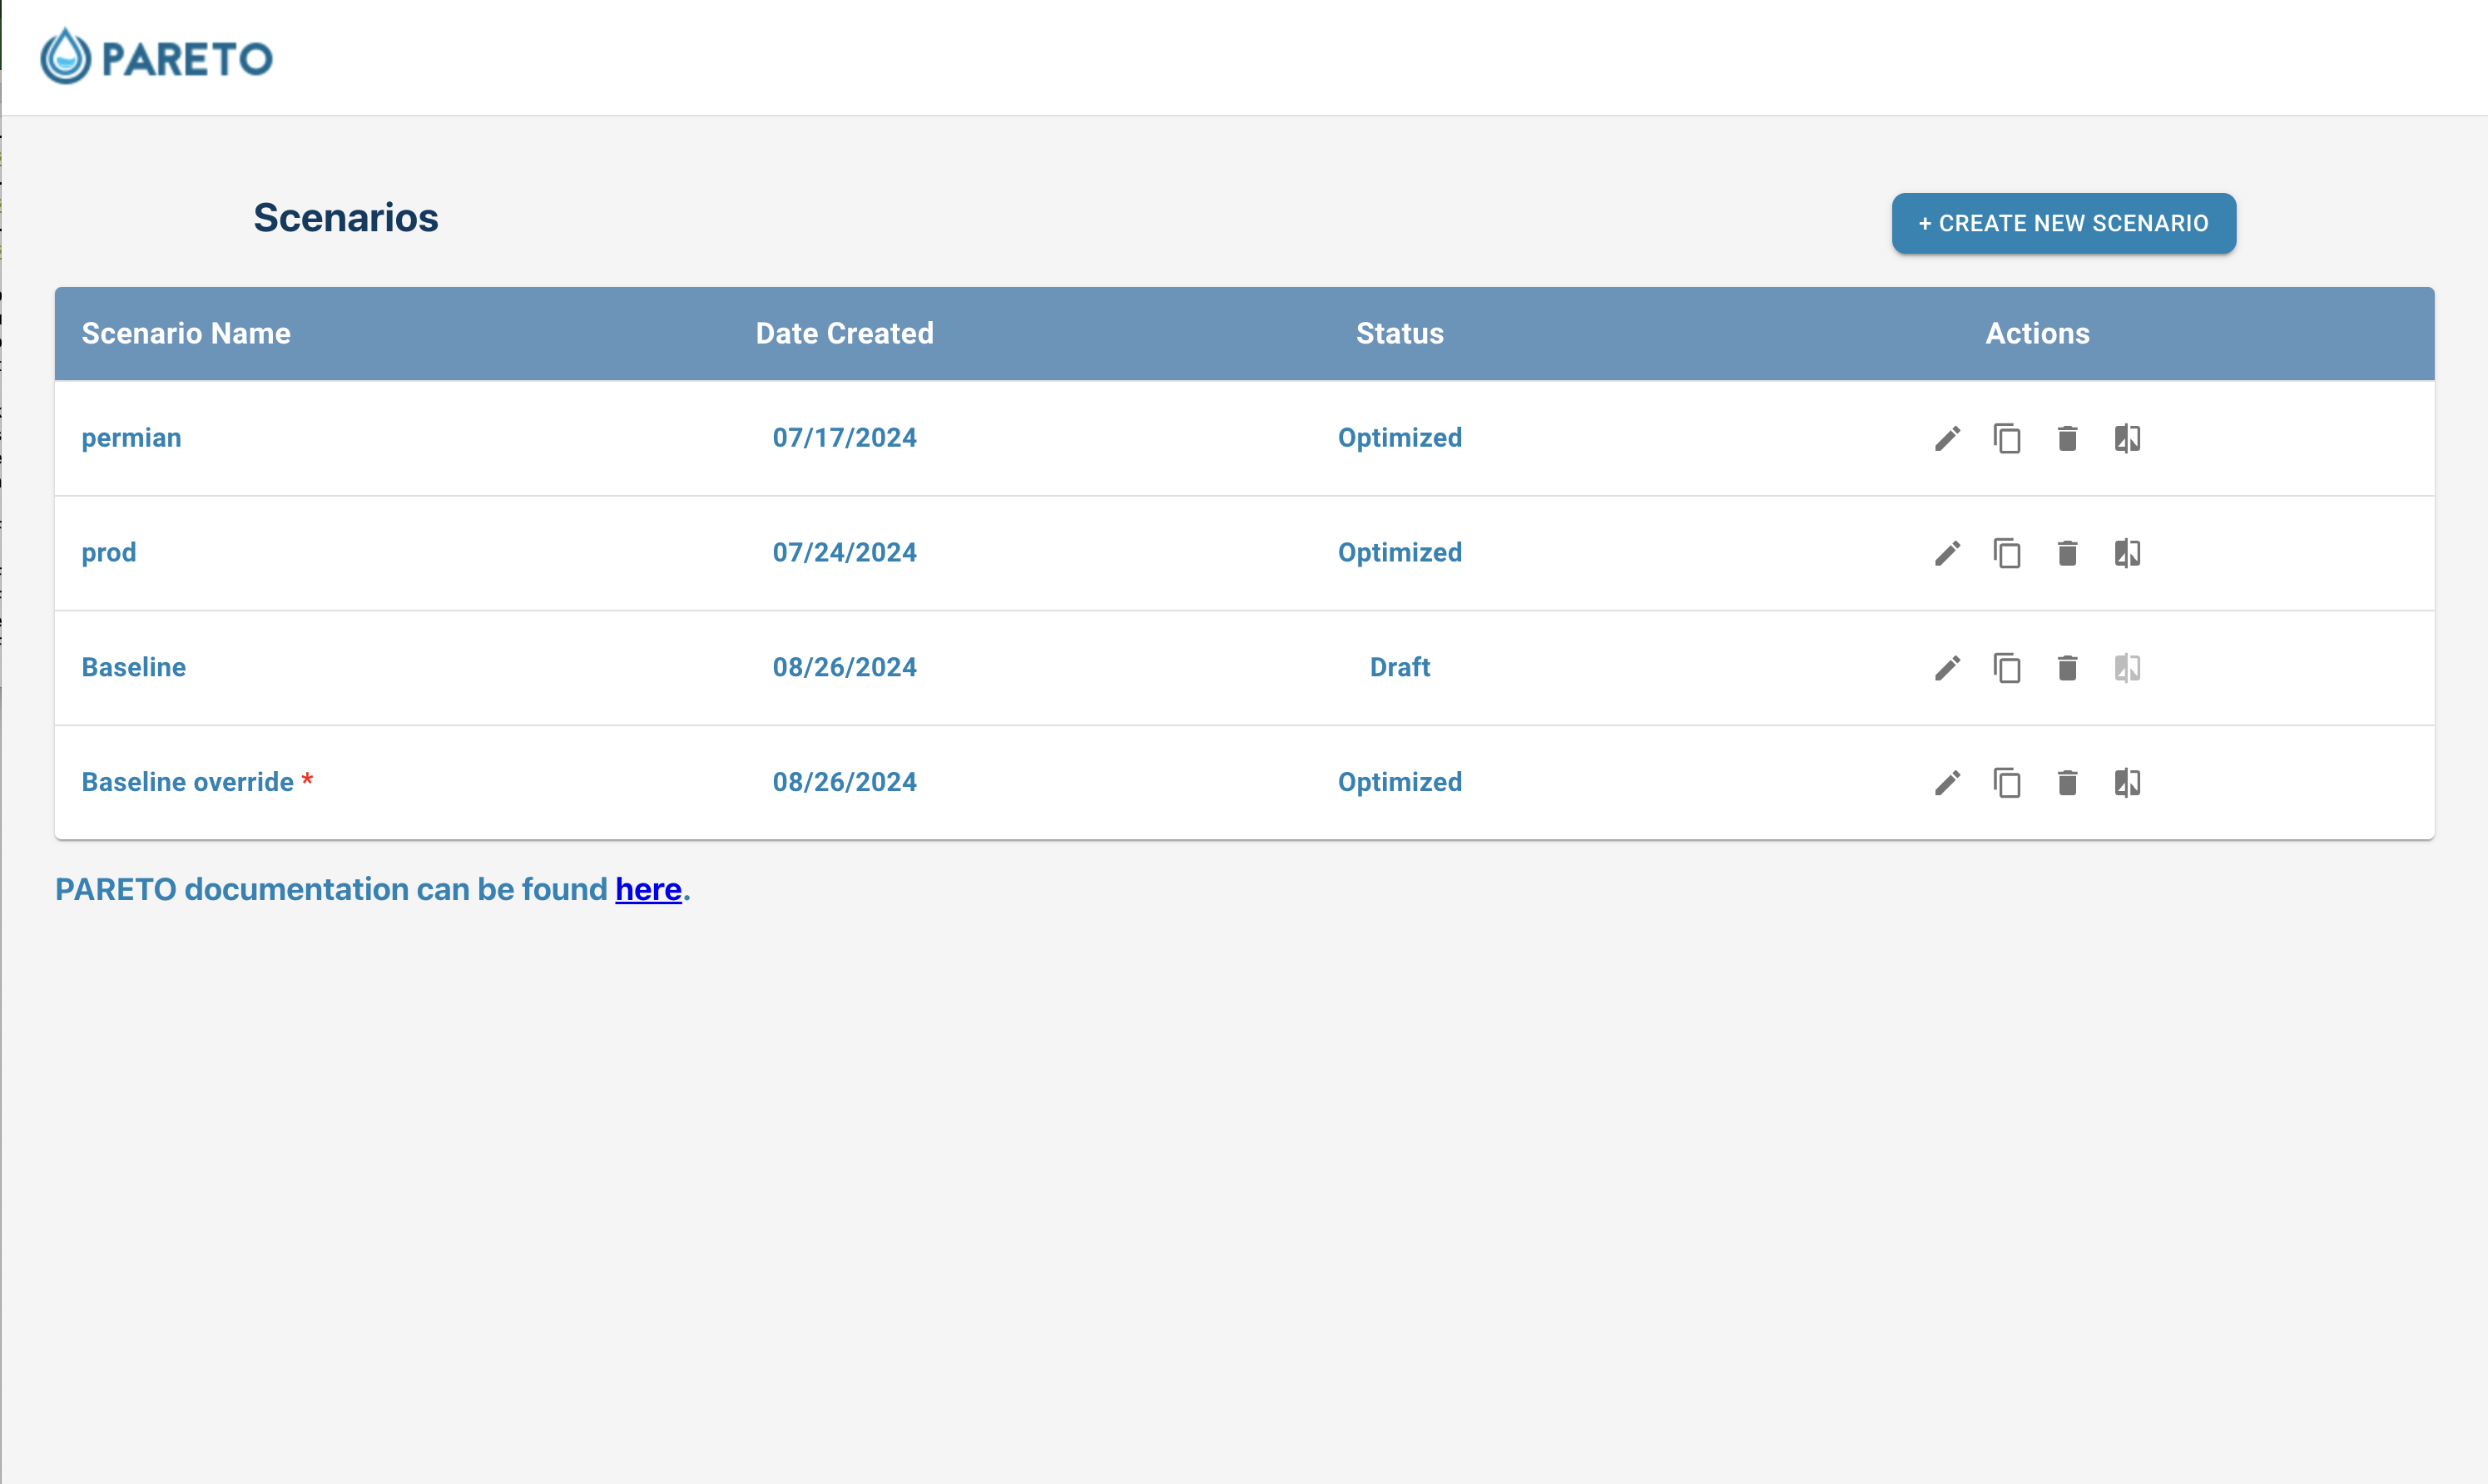 PARETO
Scenarios
+ CREATE NEW SCENARIO
Scenario Name Date Created Status Actions
permian 07/17/2024 Optimized
prod 07/24/2024 Optimized
Baseline 08/26/2024 Draft
Baseline override * 08/26/2024 Optimized
PARETO documentation can be found here.